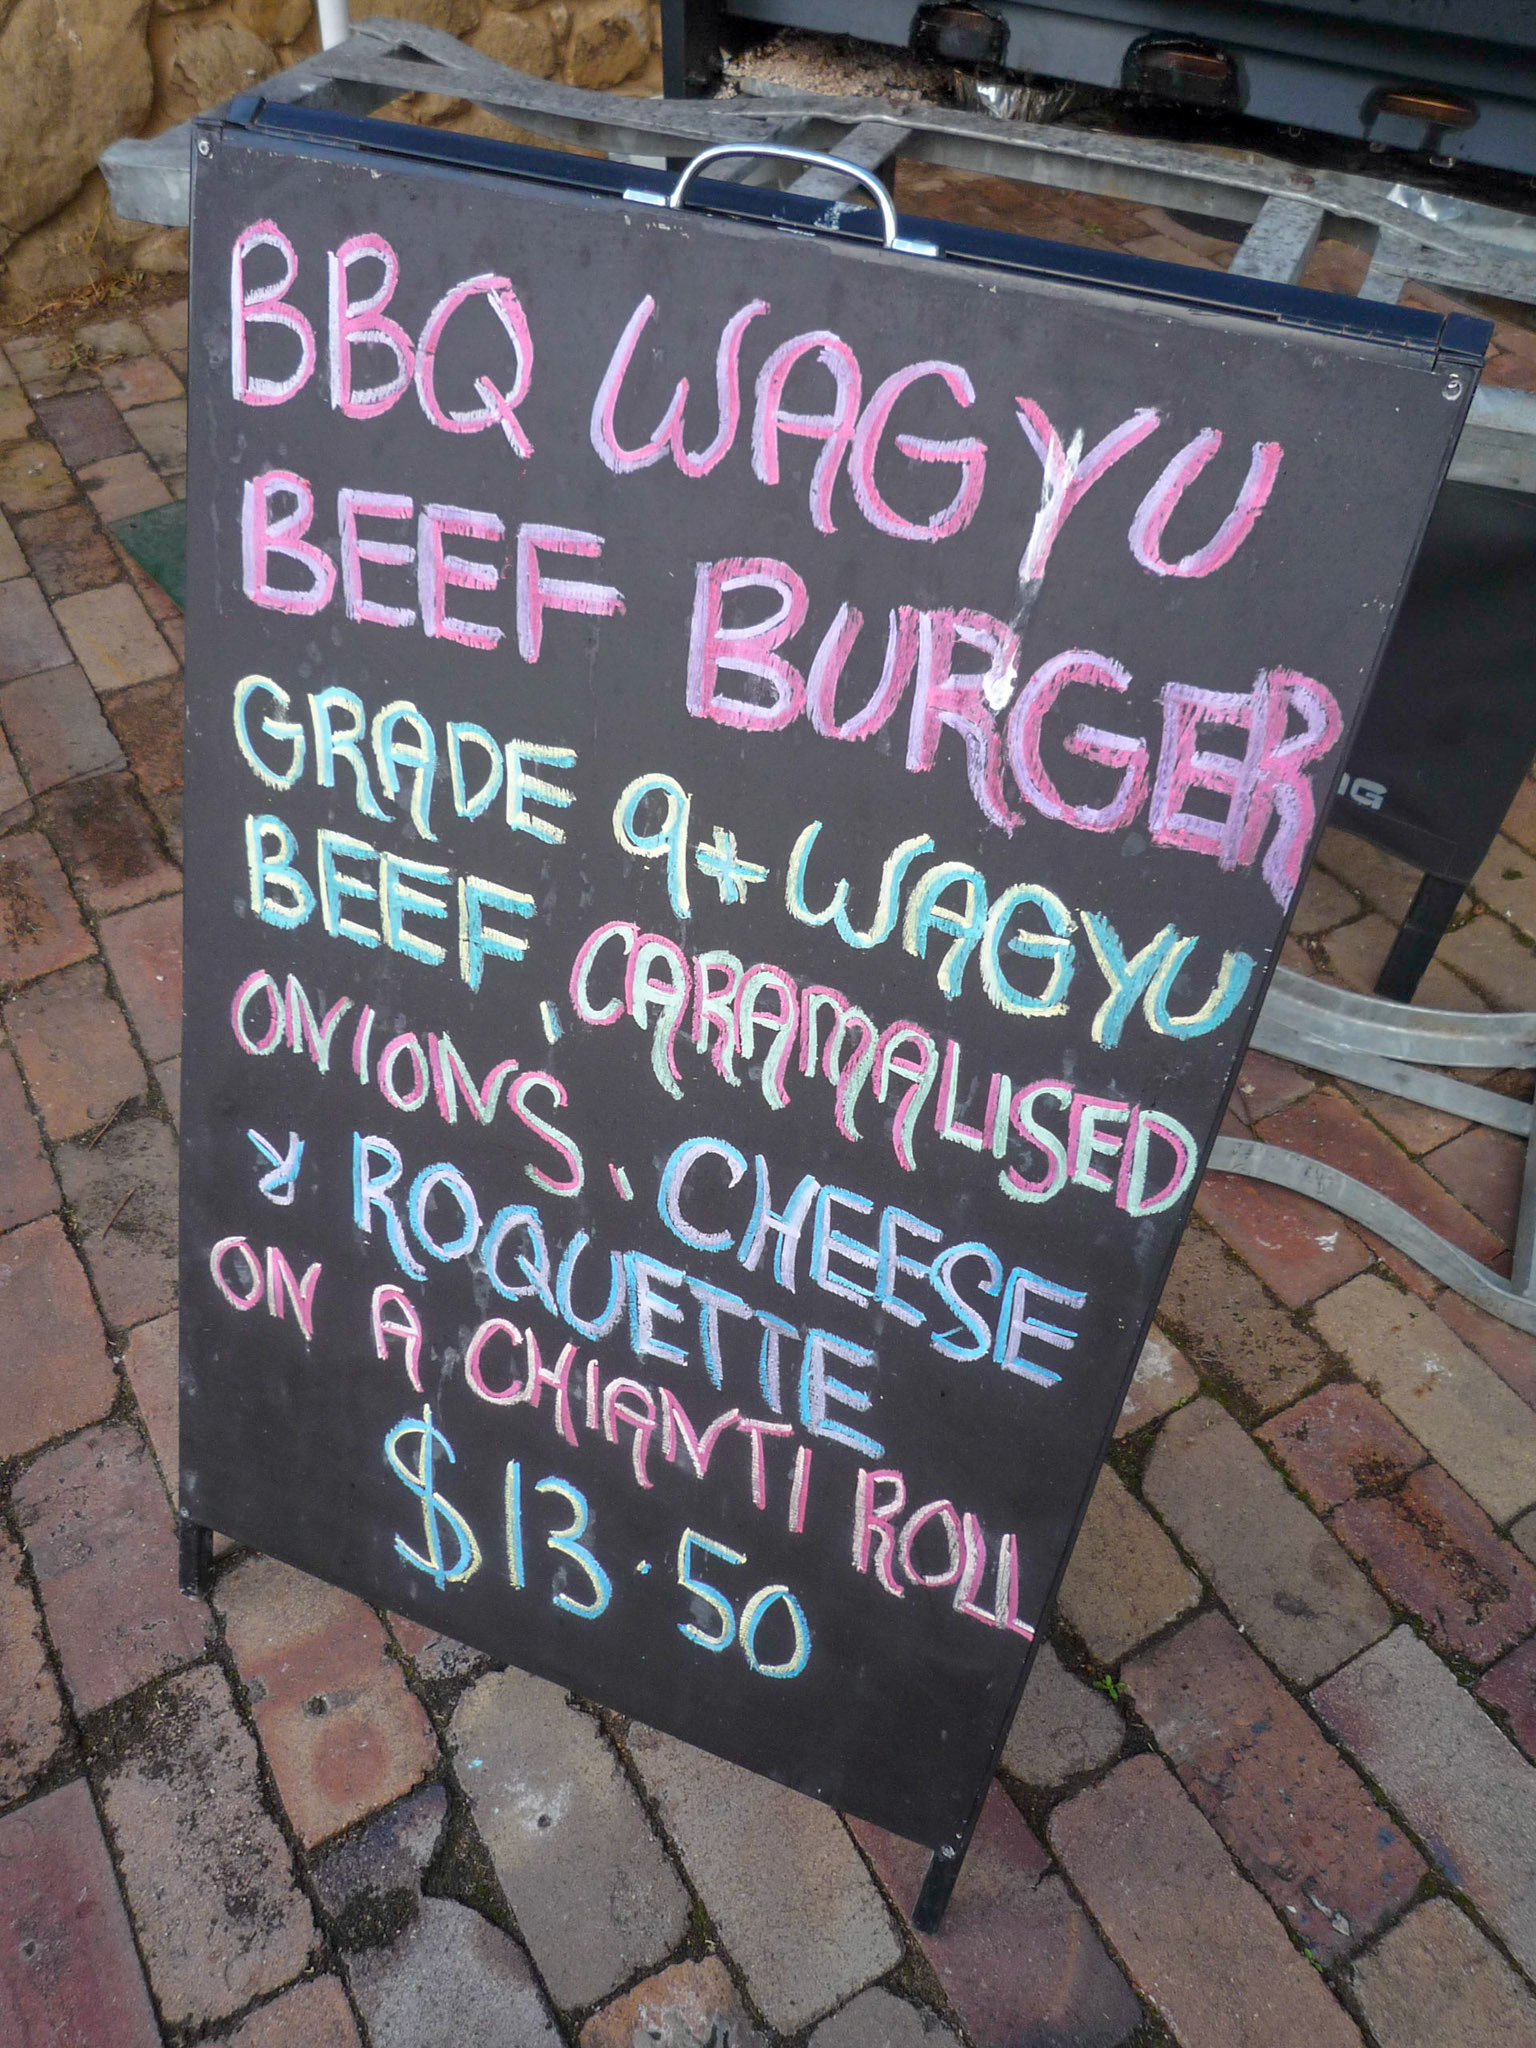 BBQ WAGYU
BEEF BURGER
GRADE 9+ WAGYU
BEEF, CARAMALISED
ONIONS, CHEESE
& ROQUETTE
ON A CHIANTI ROLL
$13.50